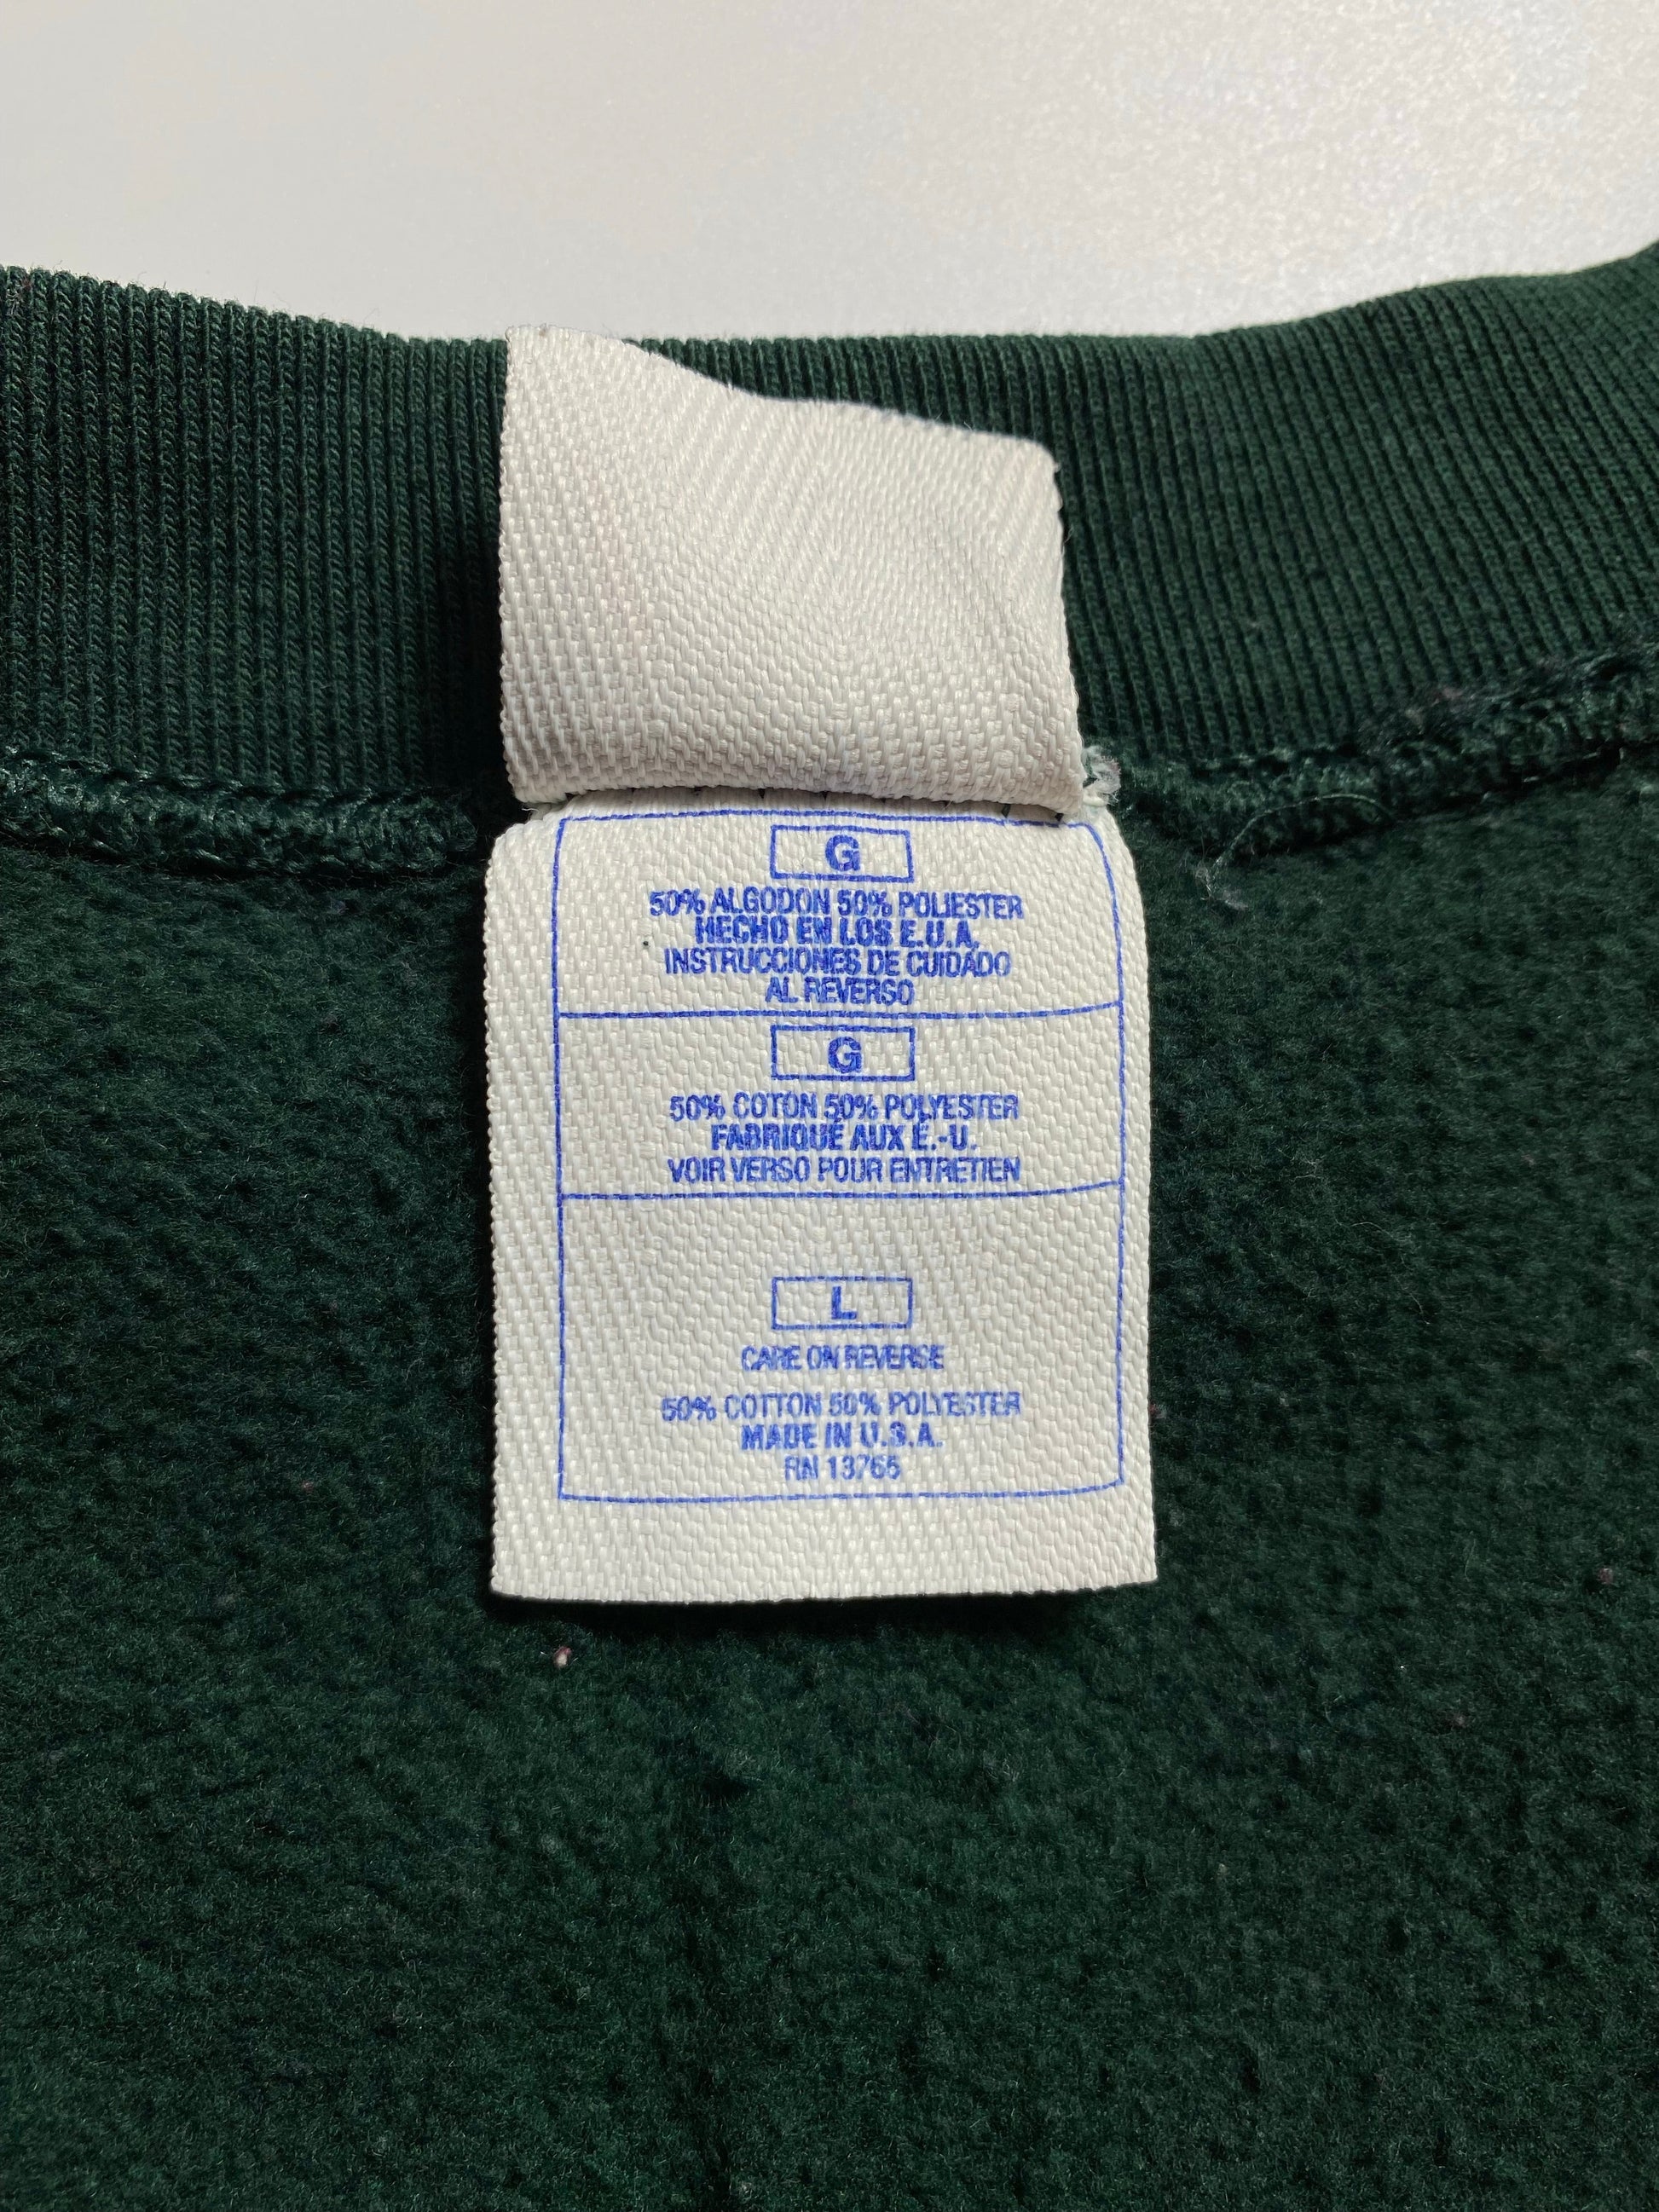 G
50% ALGODON 50% POLIESTER
HECHO EN LOS E.U.A.
INSTRUCCIONES DE CUIDADO
AL REVERSO
G
50% COTON 50% POLYESTER
FABRIQUÉ AUX É.-U.
VOIR VERSO POUR ENTRETIEN
L
CARE ON REVERSE
50% COTTON 50% POLYESTER
MADE IN U.S.A.
RN 13765